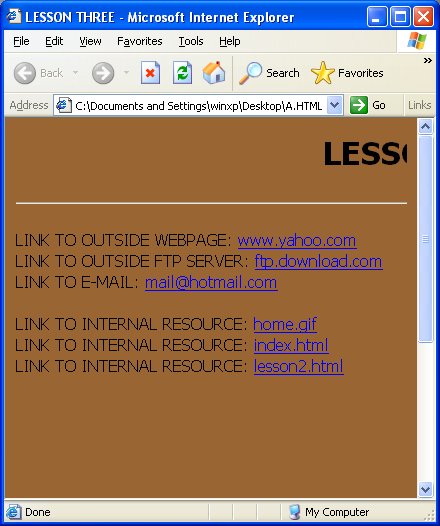 LESSON THREE - Microsoft Internet Explorer
File Edit View Favorites Tools Help
Back Search Favorites
Address C:\Documents and Settings\winxp\Desktop\A.HTML Go Links
LESSO
LINK TO OUTSIDE WEBPAGE: www.yahoo.com
LINK TO OUTSIDE FTP SERVER: ftp.download.com
LINK TO E-MAIL: mail@hotmail.com
LINK TO INTERNAL RESOURCE: home.gif
LINK TO INTERNAL RESOURCE: index.html
LINK TO INTERNAL RESOURCE: lesson2.html
Done My Computer